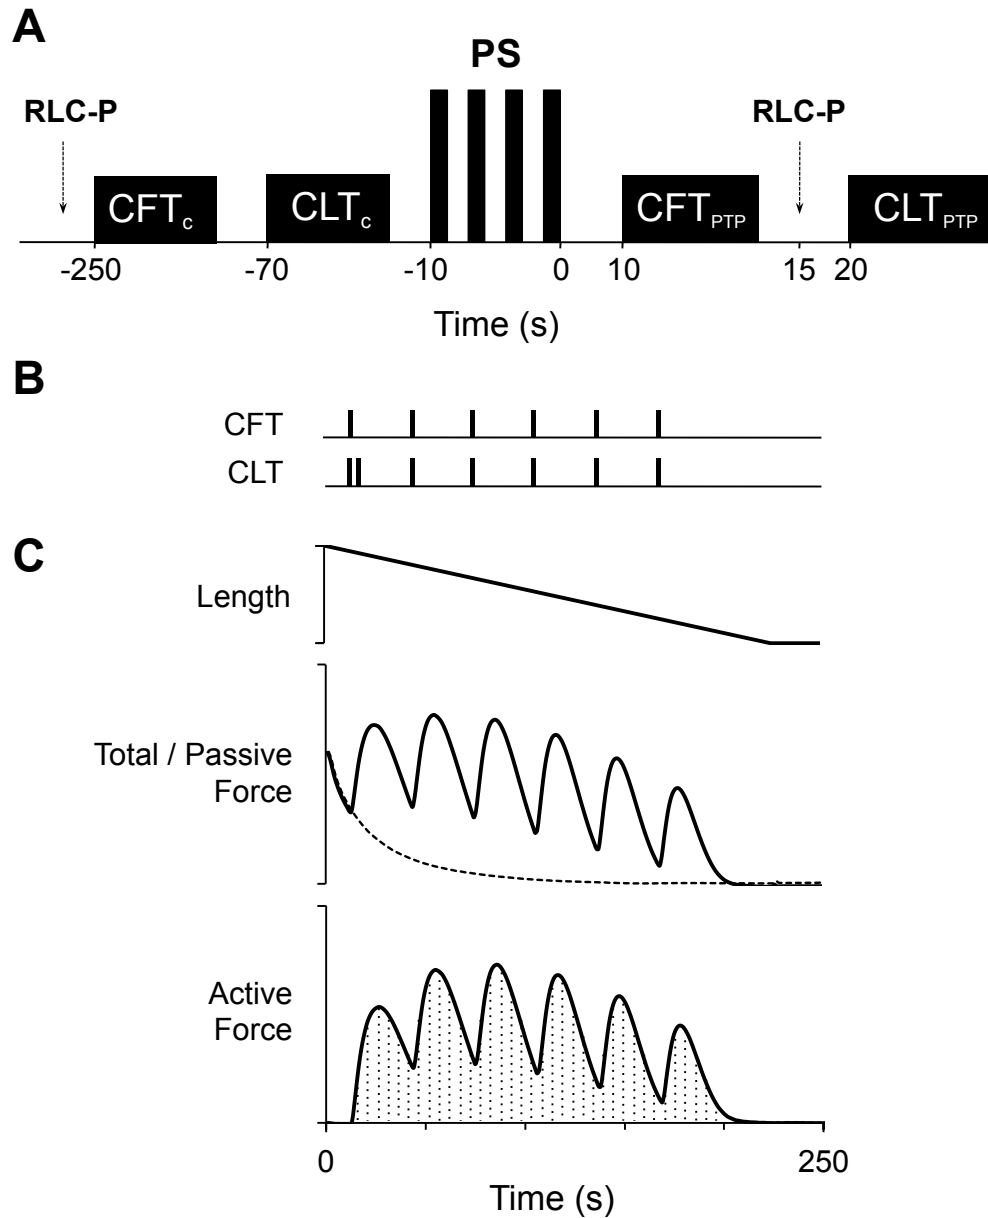 A
PS
RLC-P
RLC-P
CFTc
CLTc
CFTPTP
CLTPTP
-250
-70
-10
0
10
15
20
Time (s)
B
CFT
CLT
C
Length
Total / Passive
Force
Active
Force
0
250
Time (s)